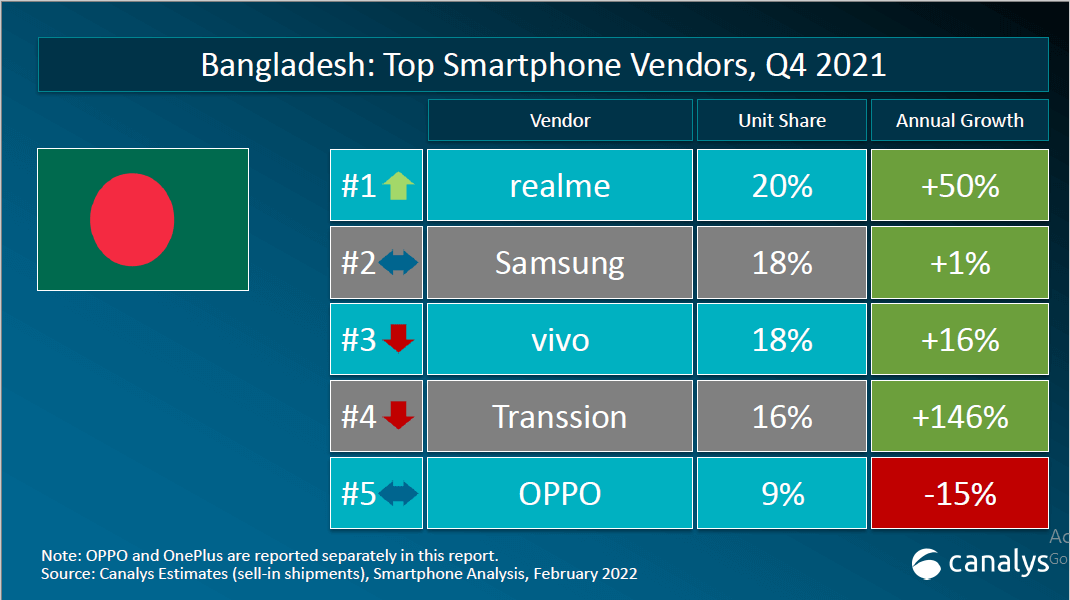 Bangladesh: Top Smartphone Vendors, Q4 2021
Vendor Unit Share Annual Growth
#1 realme 20% +50%
#2 Samsung 18% +1%
#3 vivo 18% +16%
#4 Transsion 16% +146%
#5 OPPO 9% -15%
Note: OPPO and OnePlus are reported separately in this report.
Source: Canalys Estimates (sell-in shipments), Smartphone Analysis, February 2022
canalys